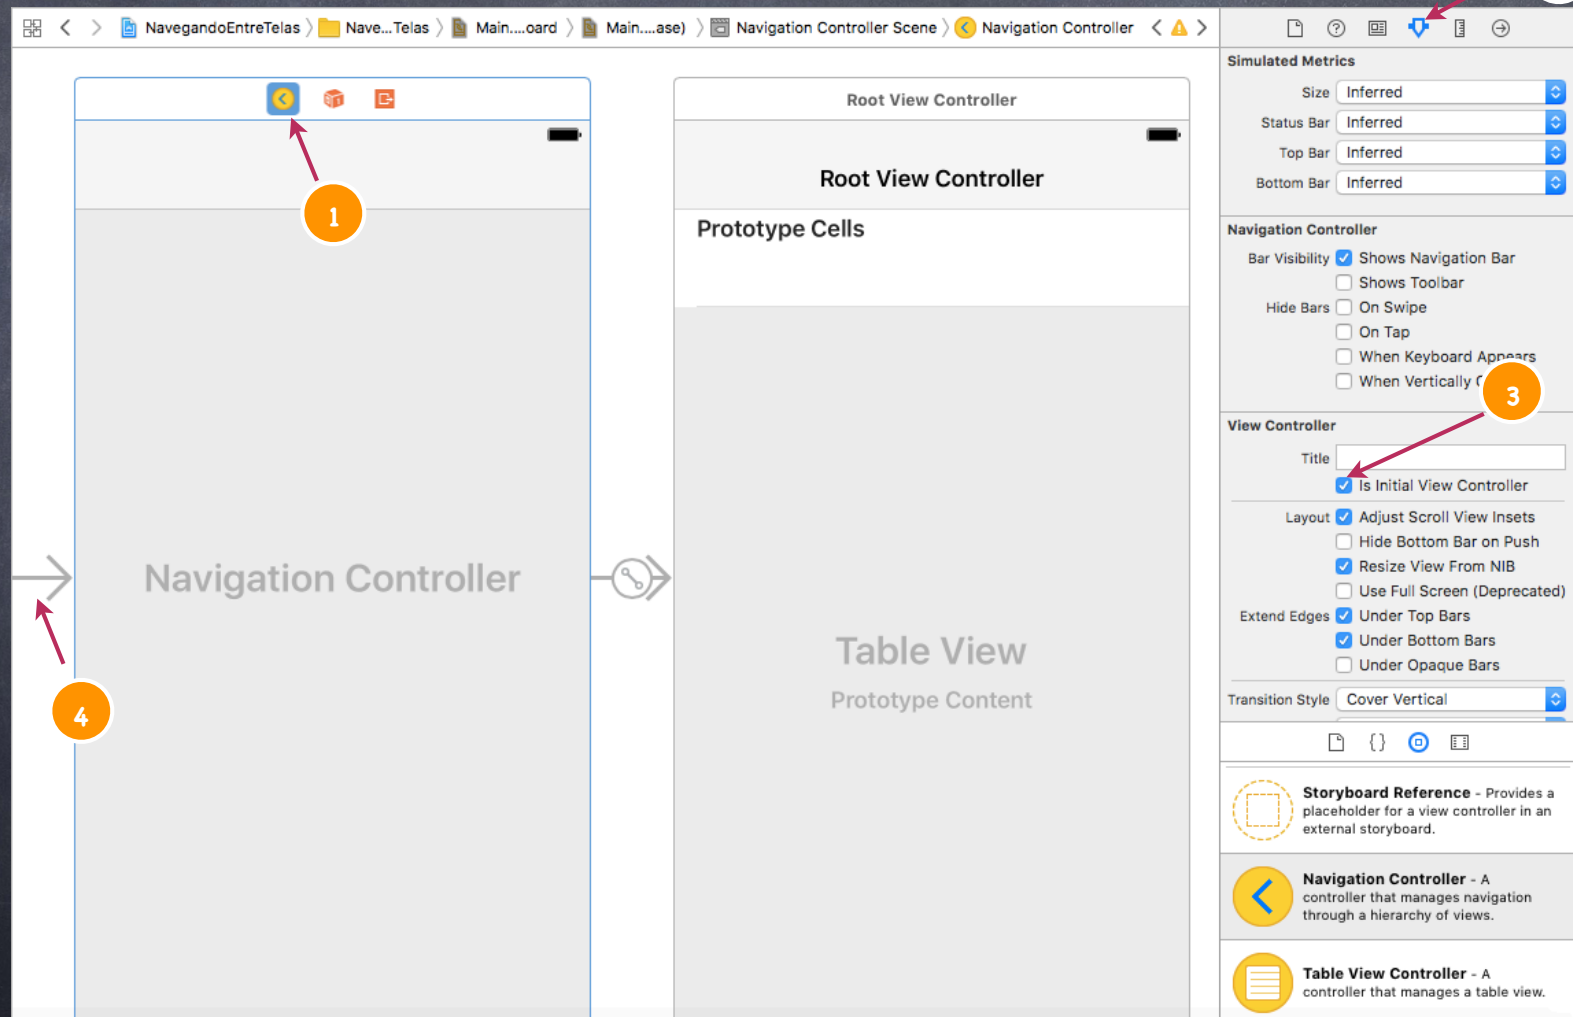 NavegandoEntreTelas
Nave...Telas
Main....oard
Main....ase)
Navigation Controller Scene
Navigation Controller
Root View Controller
1
Root View Controller
Prototype Cells
Navigation Controller
Table View
Prototype Content
4
Simulated Metrics
Size Inferred
Status Bar Inferred
Top Bar Inferred
Bottom Bar Inferred
Navigation Controller
Bar Visibility Shows Navigation Bar
Shows Toolbar
Hide Bars On Swipe
On Tap
When Keyboard Appears
When Vertically
3
View Controller
Title
Is Initial View Controller
Layout Adjust Scroll View Insets
Hide Bottom Bar on Push
Resize View From NIB
Use Full Screen (Deprecated)
Extend Edges Under Top Bars
Under Bottom Bars
Under Opaque Bars
Transition Style Cover Vertical
{}
Storyboard Reference - Provides a
placeholder for a view controller in an
external storyboard.
Navigation Controller - A
controller that manages navigation
through a hierarchy of views.
Table View Controller - A
controller that manages a table view.